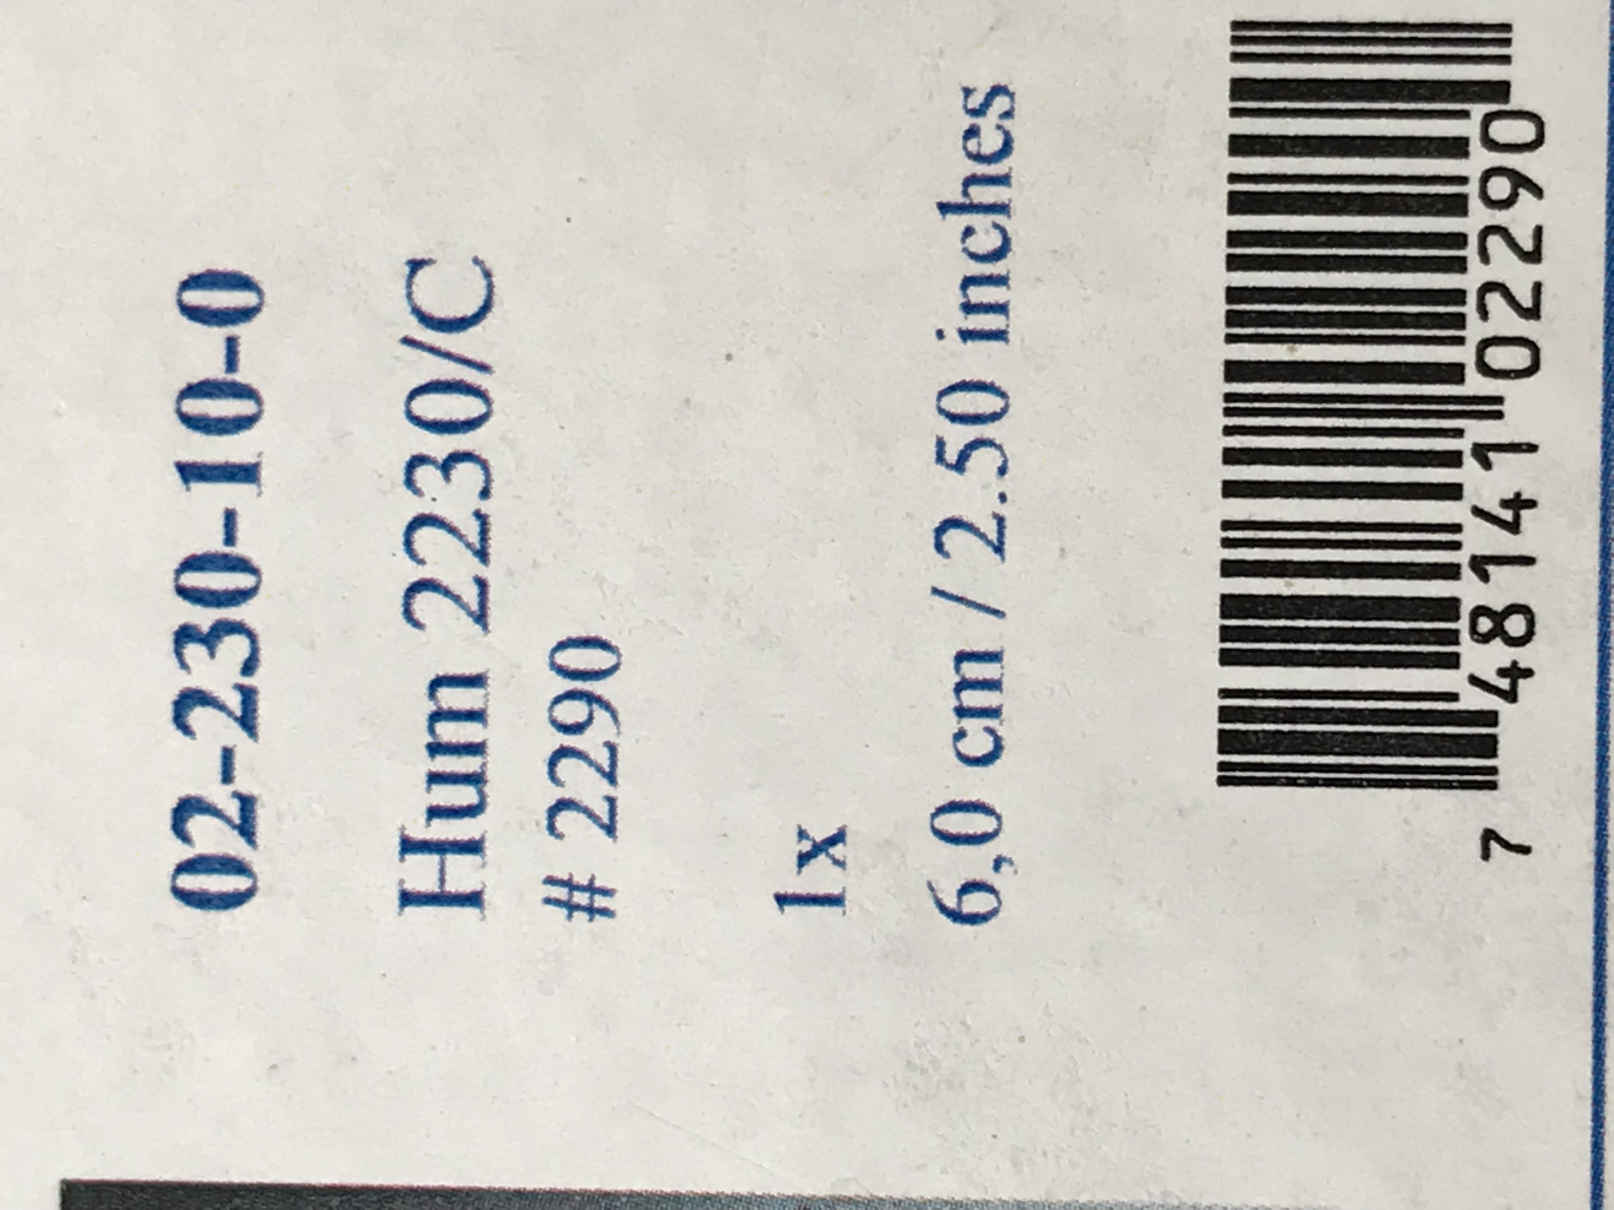 02-230-10-0
Hum 2230/C
# 2290
1x
6,0 cm / 2.50 inches
7 48141 02290